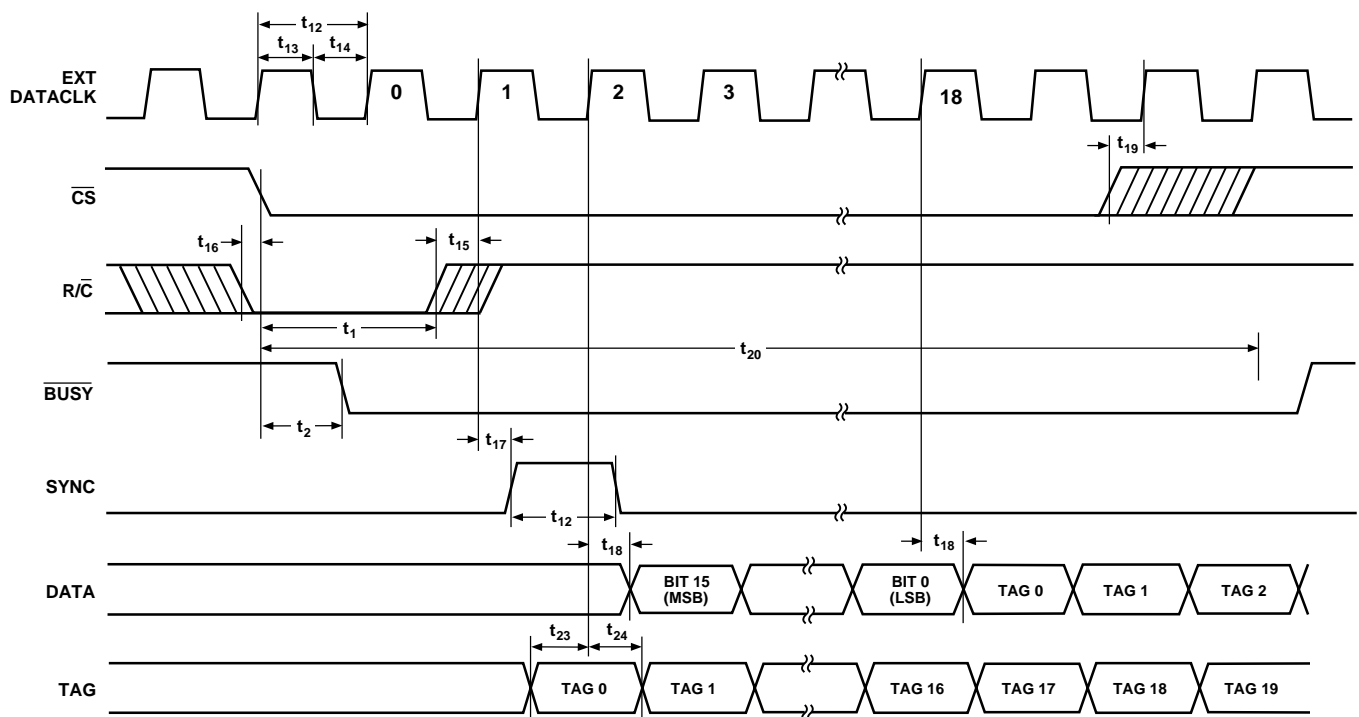 t12
t13 t14
EXT
DATACLK
0 1 2 3 18
t19
CS
t16 t15
R/C
t1
t20
BUSY
t2
t17
SYNC
t12
t18 t18
DATA
BIT 15
(MSB)
BIT 0
(LSB)
TAG 0 TAG 1 TAG 2
t23 t24
TAG
TAG 0 TAG 1 TAG 16 TAG 17 TAG 18 TAG 19